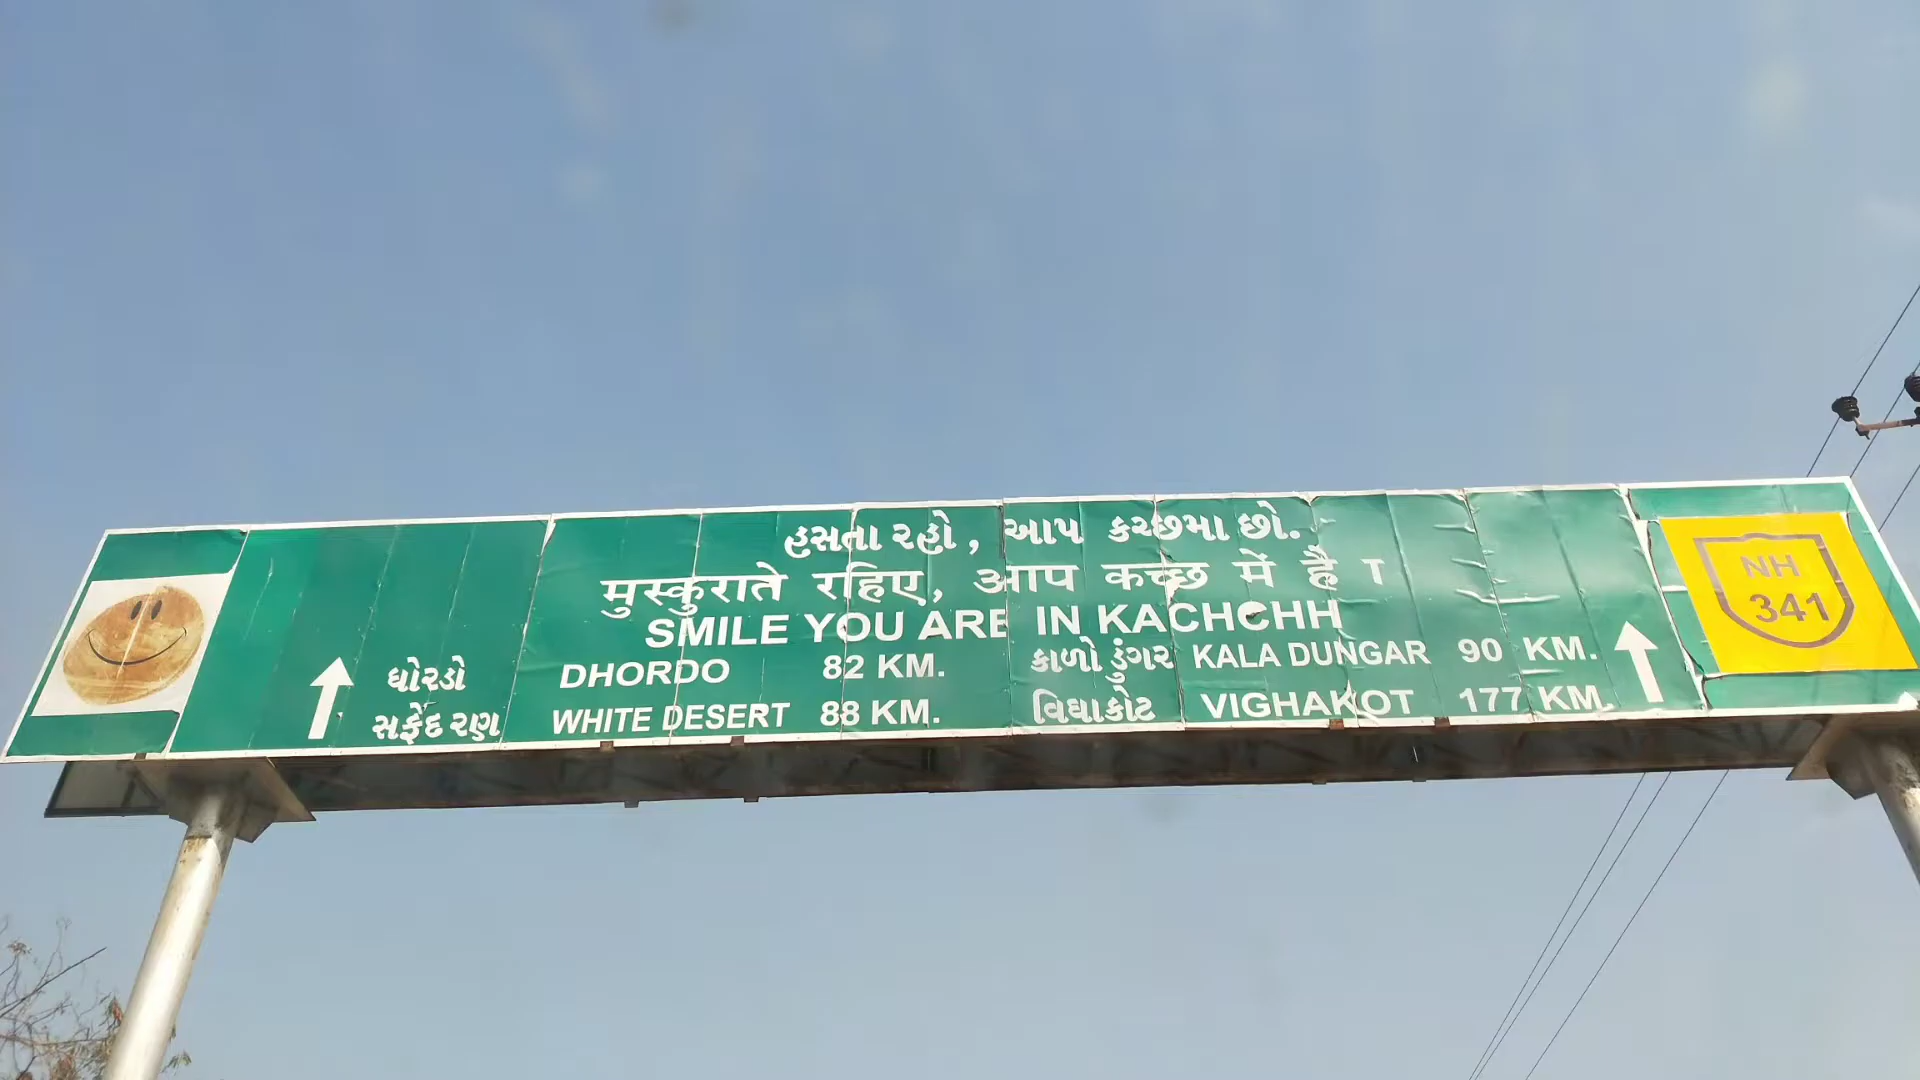 હસતા રહો, આપ કચ્છમા છો.
मुस्कुराते रहिए, आप कच्छ में है ।
SMILE YOU ARE IN KACHCHH
ધોરડો DHORDO 82 KM. કાળો ડુંગર KALA DUNGAR 90 KM.
સફેદ રણ WHITE DESERT 88 KM. વિઘાકોટ VIGHAKOT 177 KM.
NH
341